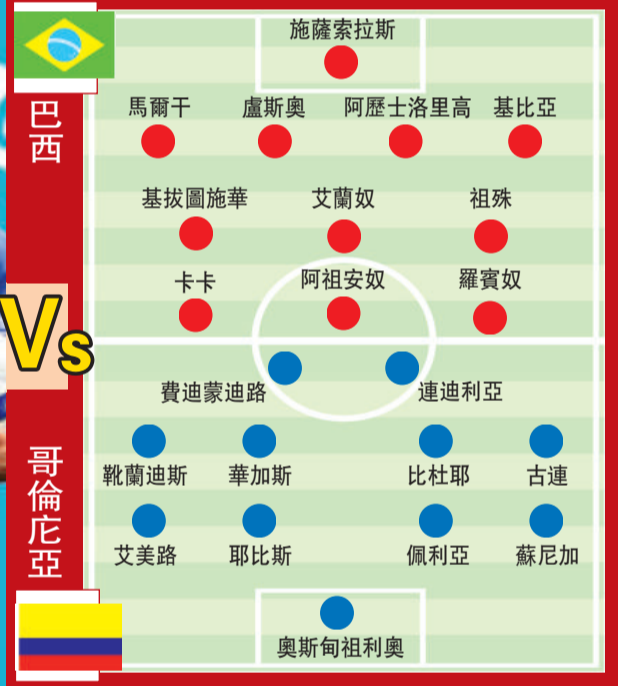 巴西
施薩索拉斯
馬爾干 盧斯奧 阿歷士洛里高 基比亞
基拔圖施華 艾蘭奴 祖殊
卡卡 阿祖安奴 羅賓奴
Vs
費迪蒙迪路 連迪利亞
哥倫庀亞
靴蘭迪斯 華加斯 比杜耶 古連
艾美路 耶比斯 佩利亞 蘇尼加
奧斯甸祖利奧